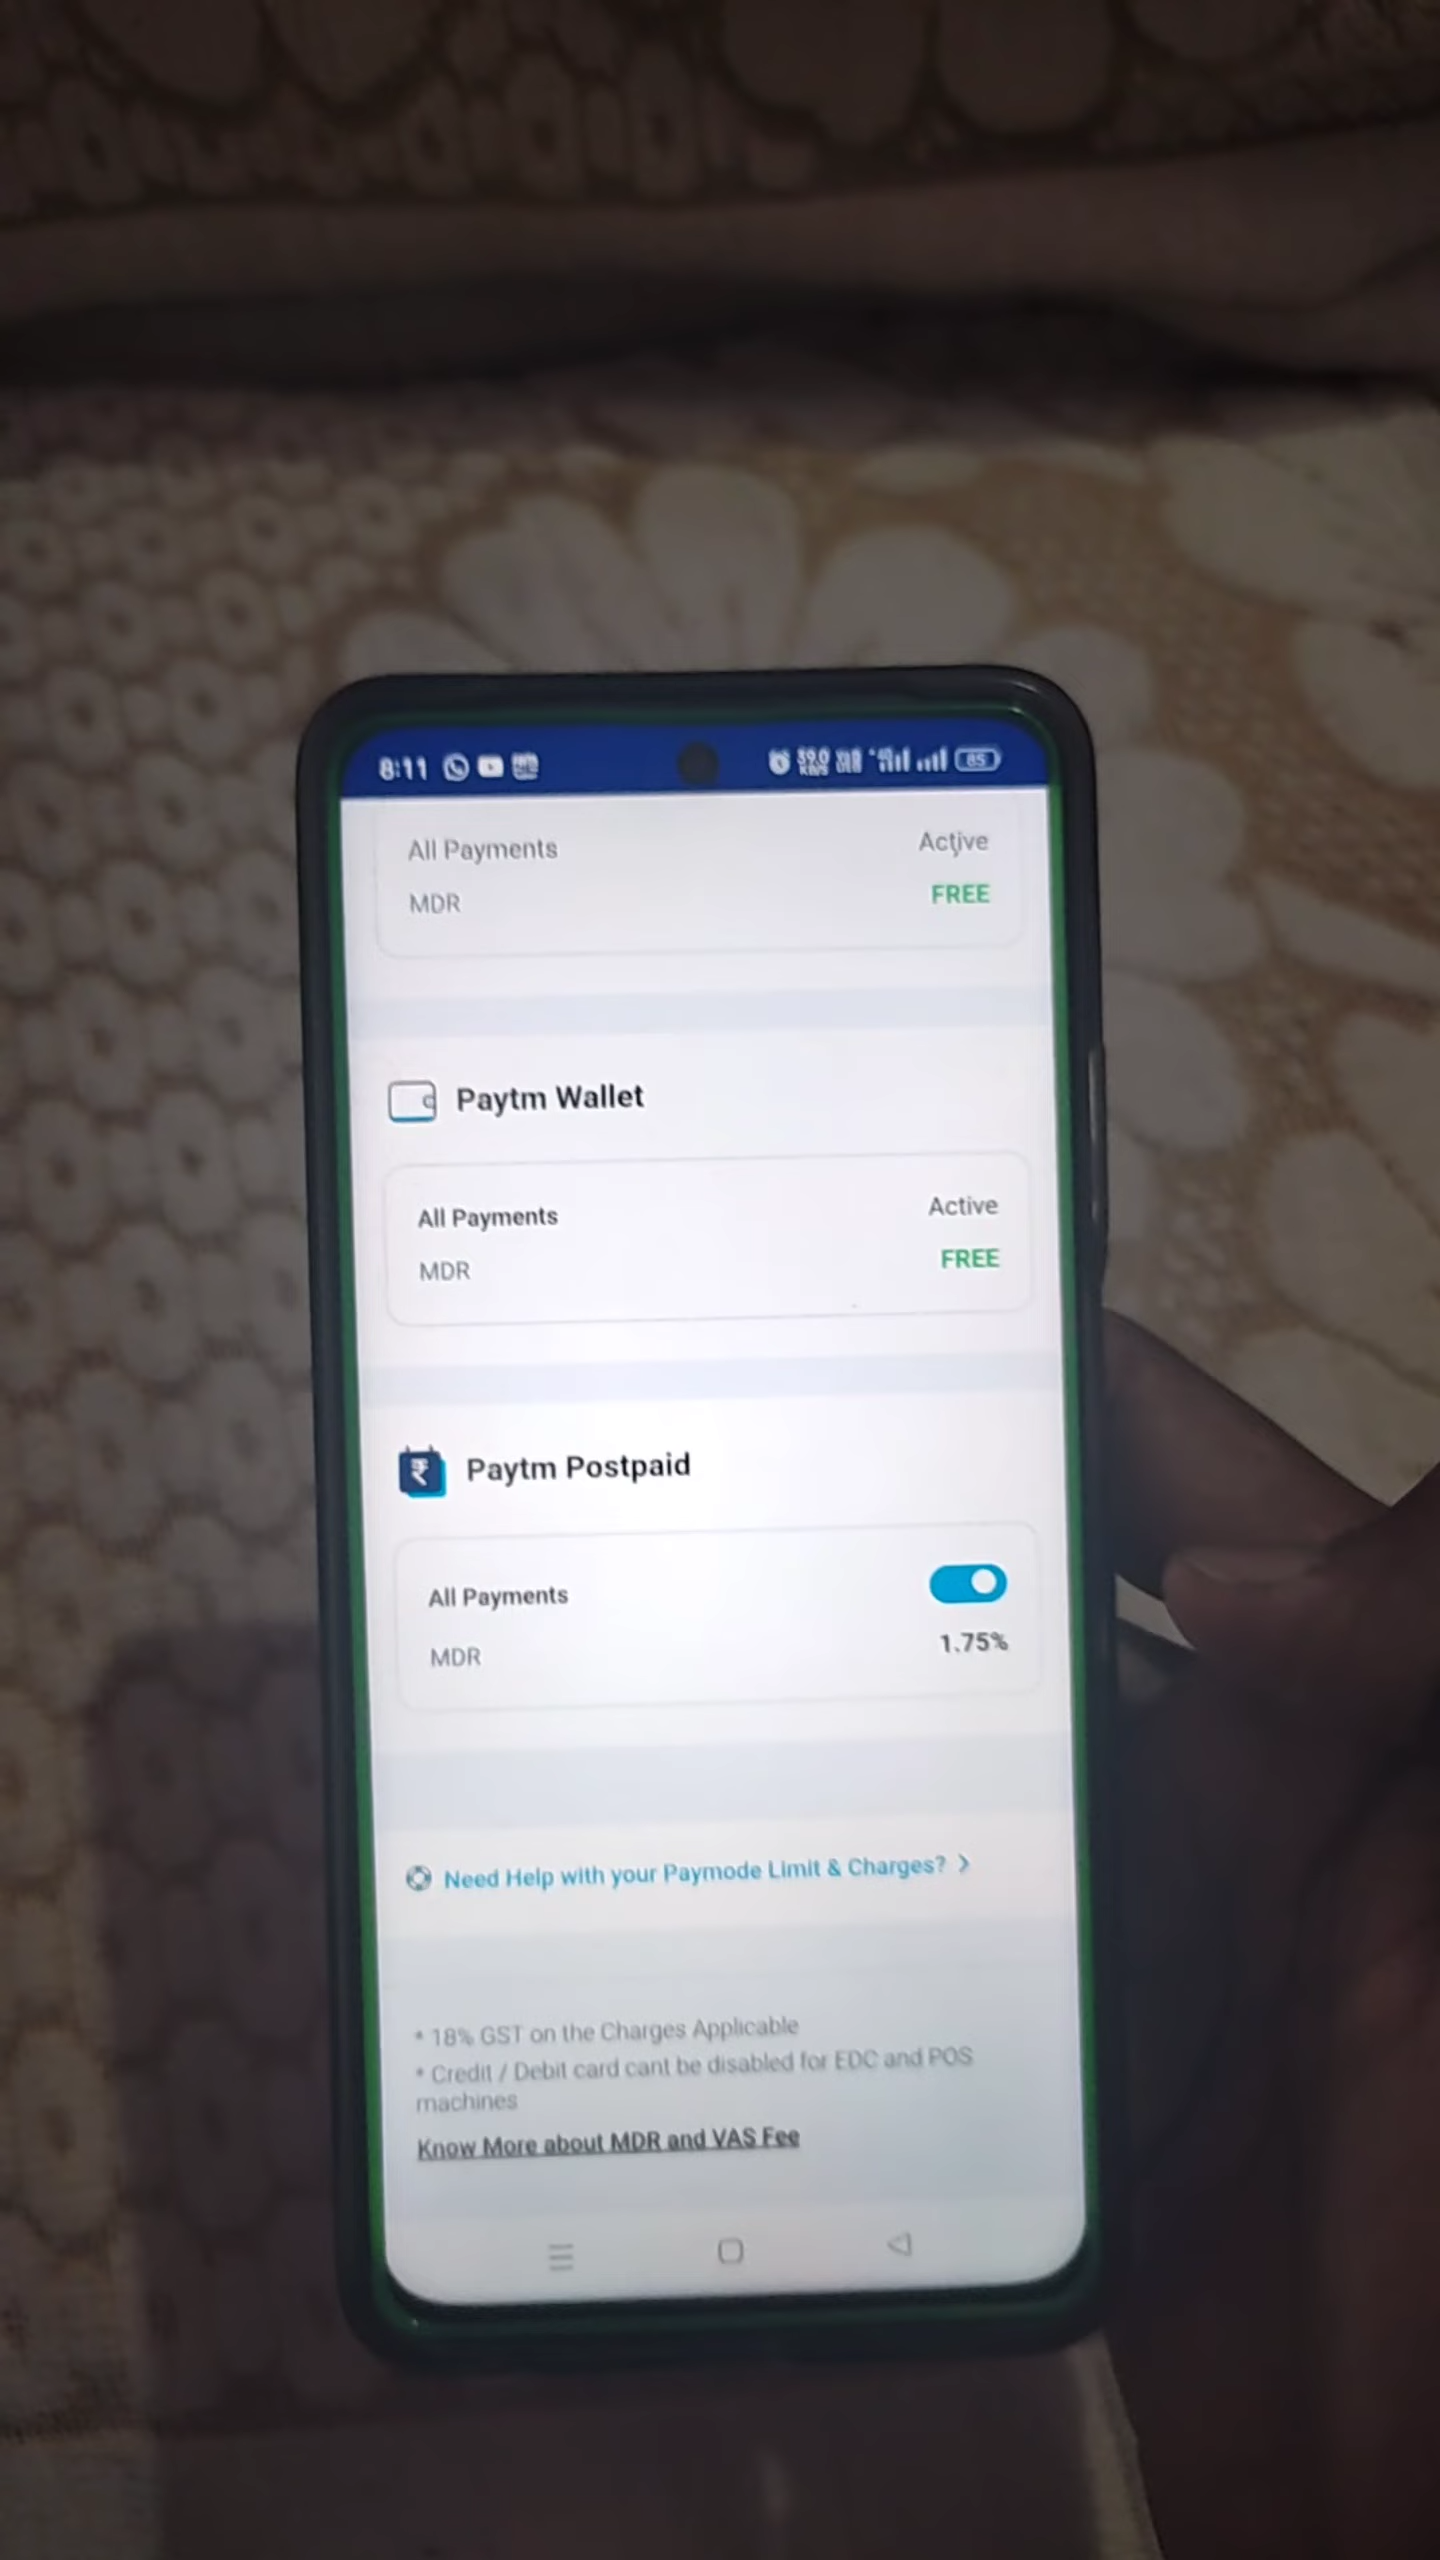 8:11
85
All Payments Active
MDR FREE
Paytm Wallet
All Payments Active
MDR FREE
Paytm Postpaid
All Payments
MDR 1.75%
Need Help with your Paymode Limit & Charges? >
* 18% GST on the Charges Applicable
* Credit / Debit card cant be disabled for EDC and POS
machines
Know More about MDR and VAS Fee